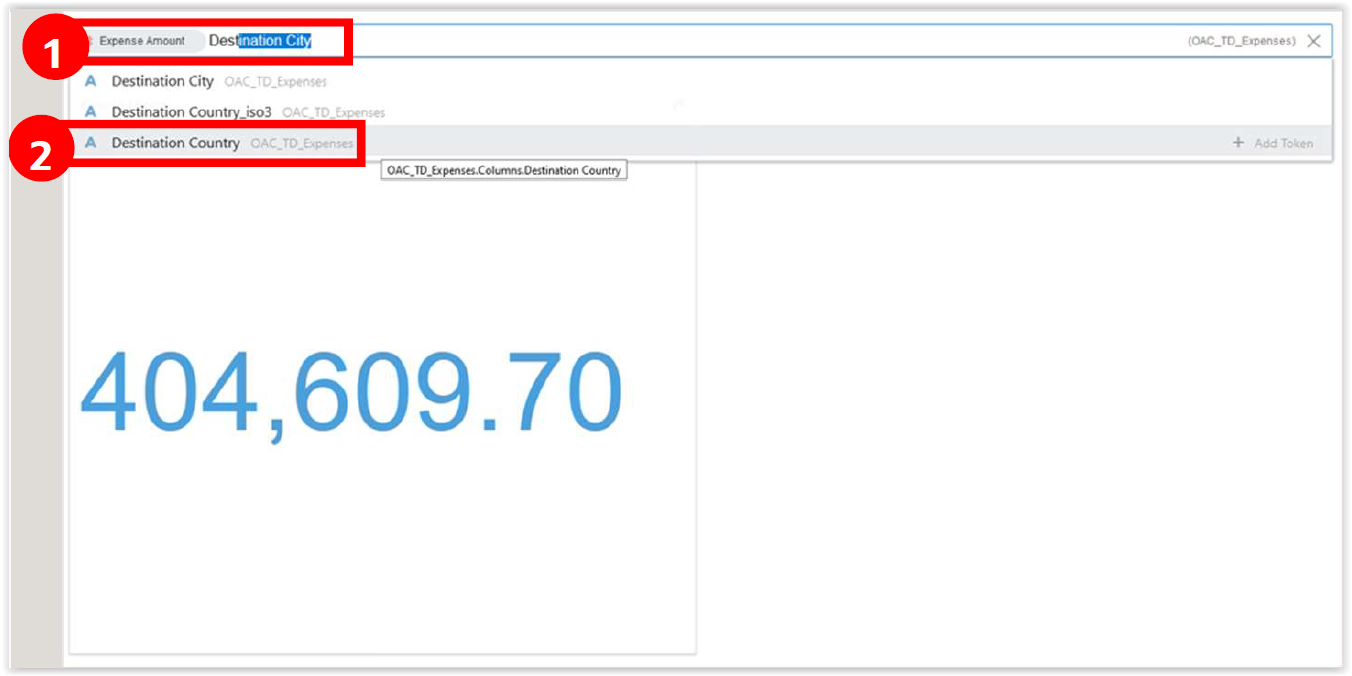 1 # Expense Amount Destination City (OAC_TD_Expenses)
A Destination City OAC_TD_Expenses
A Destination Country_iso3 OAC_TD_Expenses
2 A Destination Country OAC_TD_Expenses + Add Token
OAC_TD_Expenses.Columns.Destination Country
404,609.70